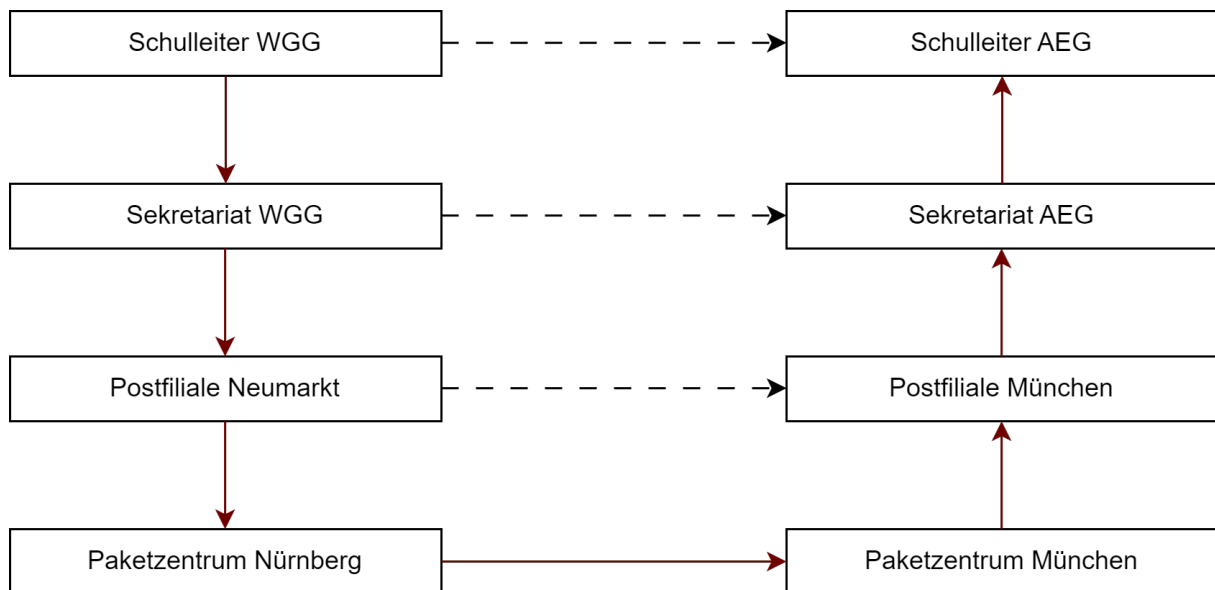 Schulleiter WGG
Schulleiter AEG
Sekretariat WGG
Sekretariat AEG
Postfiliale Neumarkt
Postfiliale München
Paketzentrum Nürnberg
Paketzentrum München